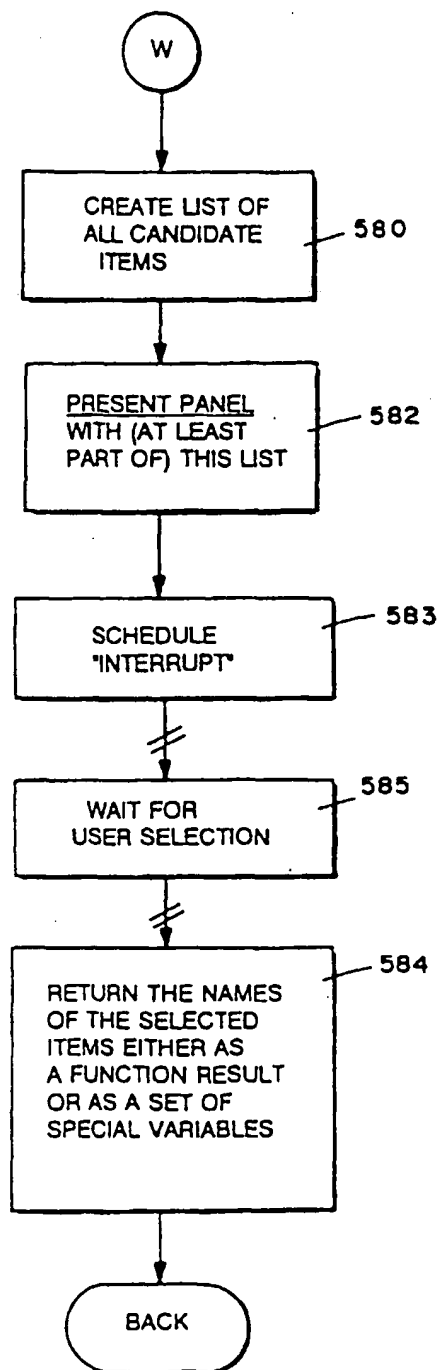 W
CREATE LIST OF
ALL CANDIDATE
ITEMS
580
PRESENT PANEL
WITH (AT LEAST
PART OF) THIS LIST
582
SCHEDULE
"INTERRUPT"
583
WAIT FOR
USER SELECTION
585
RETURN THE NAMES
OF THE SELECTED
ITEMS EITHER AS
A FUNCTION RESULT
OR AS A SET OF
SPECIAL VARIABLES
584
BACK